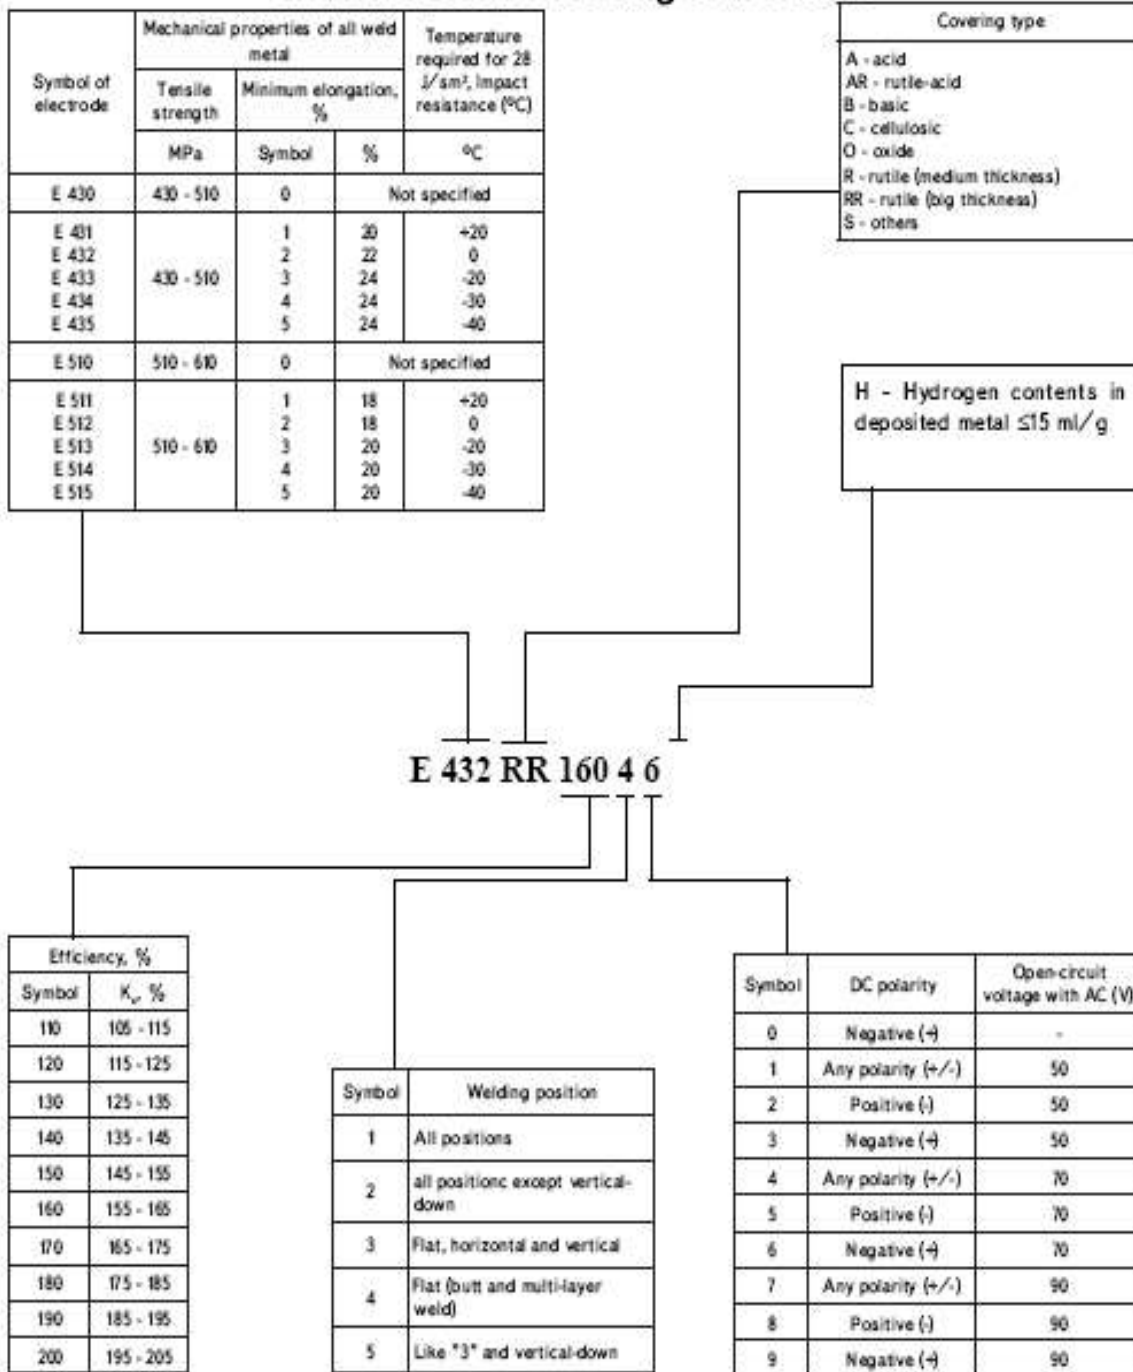 Symbol of electrode
Mechanical properties of all weld metal
Temperature required for 28 J/sm², Impact resistance (ºC)
Tensile strength
Minimum elongation, %
MPa
Symbol
%
ºC
E 430 430 - 510 0 Not specified
E 431 1 20 +20
E 432 2 22 0
E 433 430 - 510 3 24 -20
E 434 4 24 -30
E 435 5 24 -40
E 510 510 - 610 0 Not specified
E 511 1 18 +20
E 512 2 18 0
E 513 510 - 610 3 20 -20
E 514 4 20 -30
E 515 5 20 -40
Covering type
A - acid
AR - rutile-acid
B - basic
C - cellulosic
O - oxide
R - rutile (medium thickness)
RR - rutile (big thickness)
S - others
H - Hydrogen contents in
deposited metal ≤15 ml/g
E 432 RR 160 4 6
Efficiency, %
Symbol %
110 105 - 115
120 115 - 125
130 125 - 135
140 135 - 145
150 145 - 155
160 155 - 165
170 165 - 175
180 175 - 185
190 185 - 195
200 195 - 205
Symbol Welding position
1 All positions
2 all positionc except vertical-
down
3 Flat, horizontal and vertical
4 Flat (butt and multi-layer
weld)
5 Like "3" and vertical-down
Symbol DC polarity Open-circuit voltage with AC (V)
0 Negative (+) -
1 Any polarity (+/-) 50
2 Positive (-) 50
3 Negative (+) 50
4 Any polarity (+/-) 70
5 Positive (-) 70
6 Negative (+) 70
7 Any polarity (+/-) 90
8 Positive (-) 90
9 Negative (+) 90